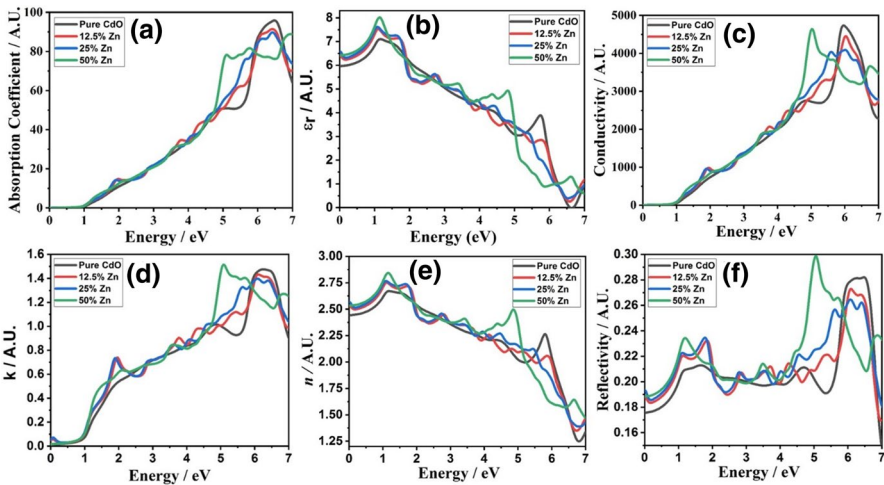 (a)
Absorption Coefficient / A.U.
100
80
60
40
20
0
Pure CdO
12.5% Zn
25% Zn
50% Zn
0 1 2 3 4 5 6 7
Energy / eV
(b)
εr / A.U.
8
7
6
5
4
3
2
1
0
Pure CdO
12.5% Zn
25% Zn
50% Zn
0 1 2 3 4 5 6 7
Energy (eV)
(c)
Conductivity / A.U.
5000
4000
3000
2000
1000
0
Pure CdO
12.5% Zn
25% Zn
50% Zn
0 1 2 3 4 5 6 7
Energy / eV
(d)
k / A.U.
1.6
1.4
1.2
1.0
0.8
0.6
0.4
0.2
0.0
Pure CdO
12.5% Zn
25% Zn
50% Zn
0 1 2 3 4 5 6 7
Energy / eV
(e)
n / A.U.
3.00
2.75
2.50
2.25
2.00
1.75
1.50
1.25
Pure CdO
12.5% Zn
25% Zn
50% Zn
0 1 2 3 4 5 6 7
Energy / eV
(f)
Reflectivity / A.U.
0.30
0.28
0.26
0.24
0.22
0.20
0.18
0.16
Pure CdO
12.5% Zn
25% Zn
50% Zn
0 1 2 3 4 5 6 7
Energy / eV